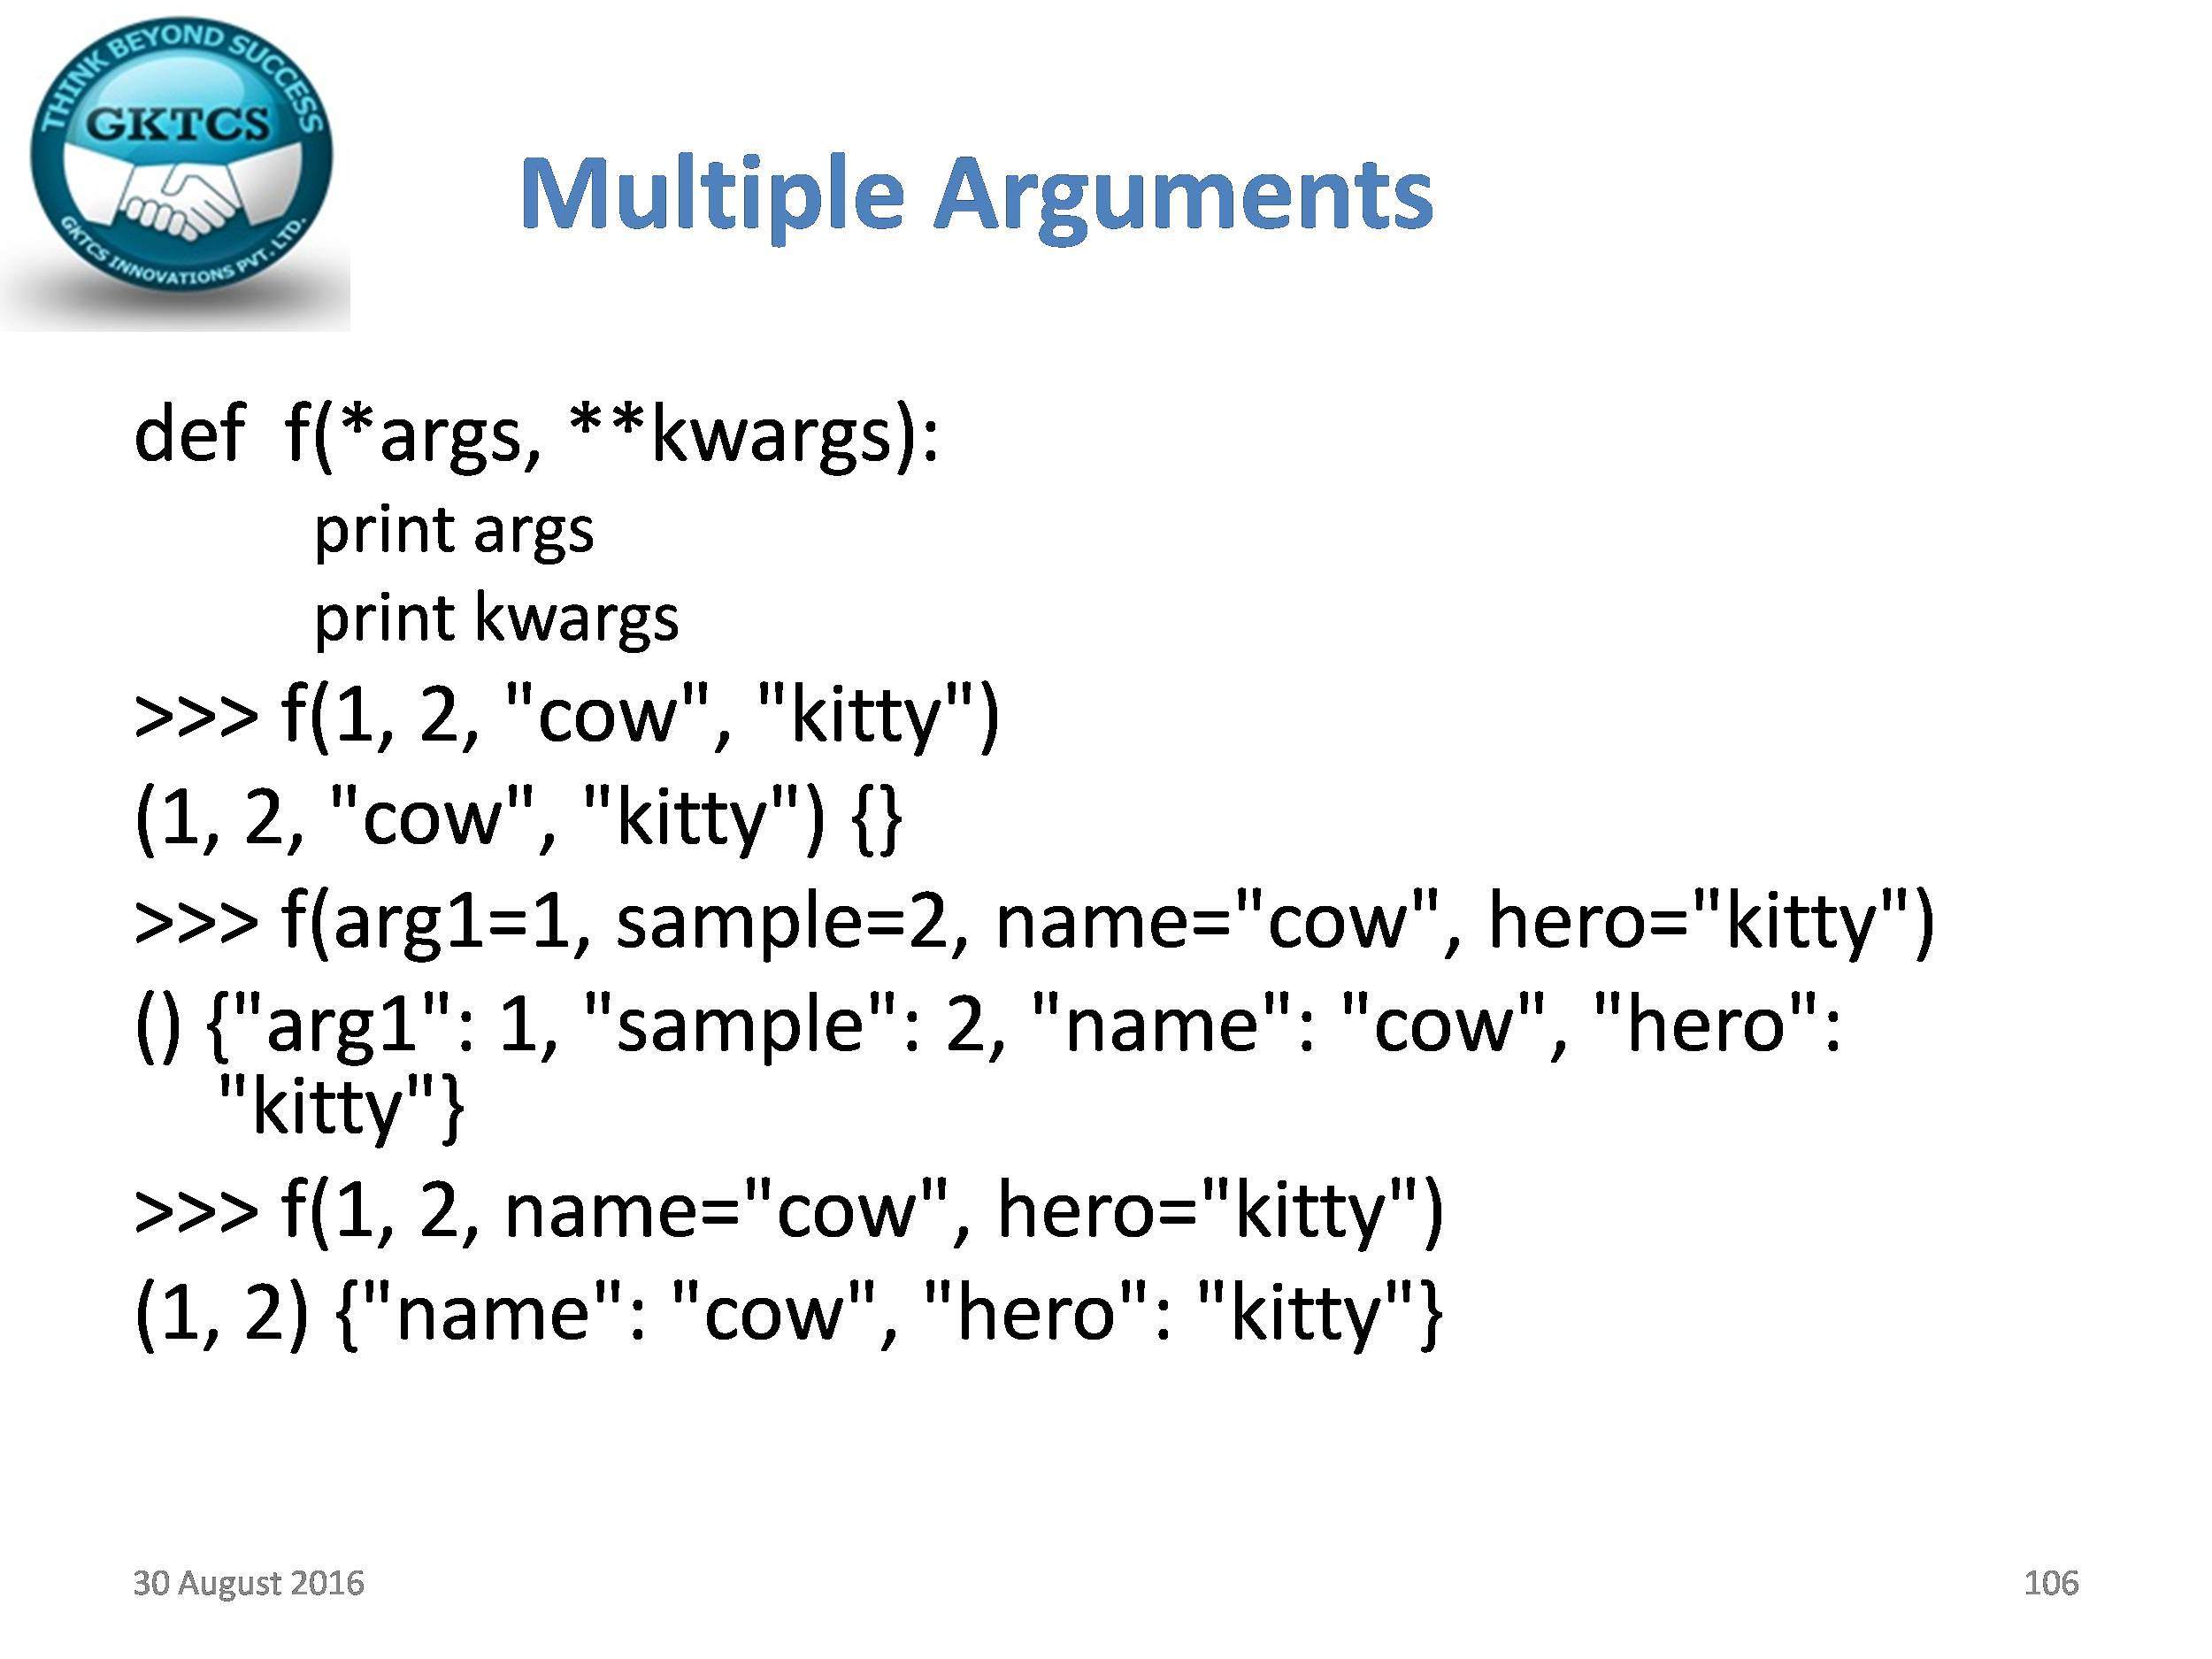 THINK BEYOND SUCCESS
GKTCS
GKTCS INNOVATIONS PVT. LTD.
Multiple Arguments
def  f(*args, **kwargs):
print args
print kwargs
>>> f(1, 2, "cow", "kitty")
(1, 2, "cow", "kitty") {}
>>> f(arg1=1, sample=2, name="cow", hero="kitty")
() {"arg1": 1, "sample": 2, "name": "cow", "hero":
"kitty"}
>>> f(1, 2, name="cow", hero="kitty")
(1, 2) {"name": "cow", "hero": "kitty"}
30 August 2016
106